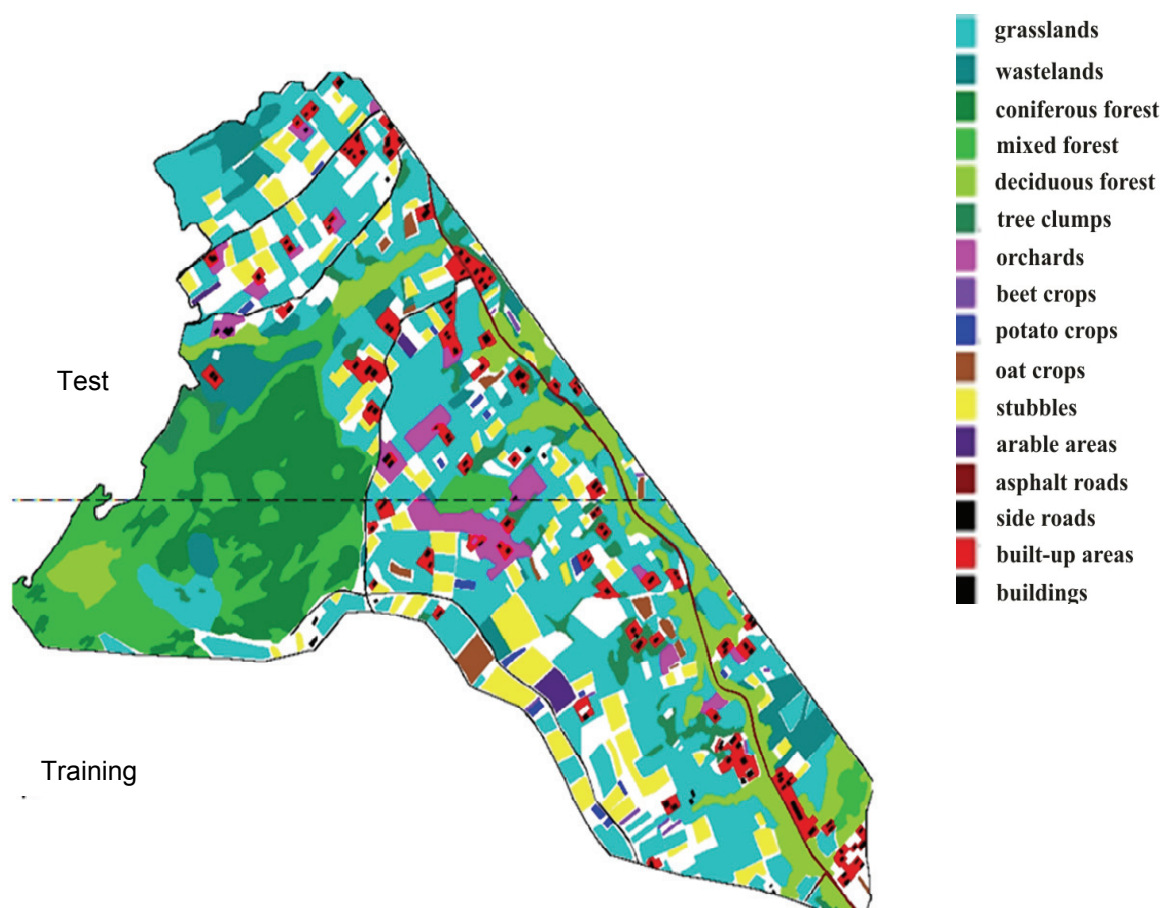 grasslands
wastelands
coniferous forest
mixed forest
deciduous forest
tree clumps
orchards
beet crops
potato crops
oat crops
stubbles
arable areas
asphalt roads
side roads
built-up areas
buildings
Test
Training